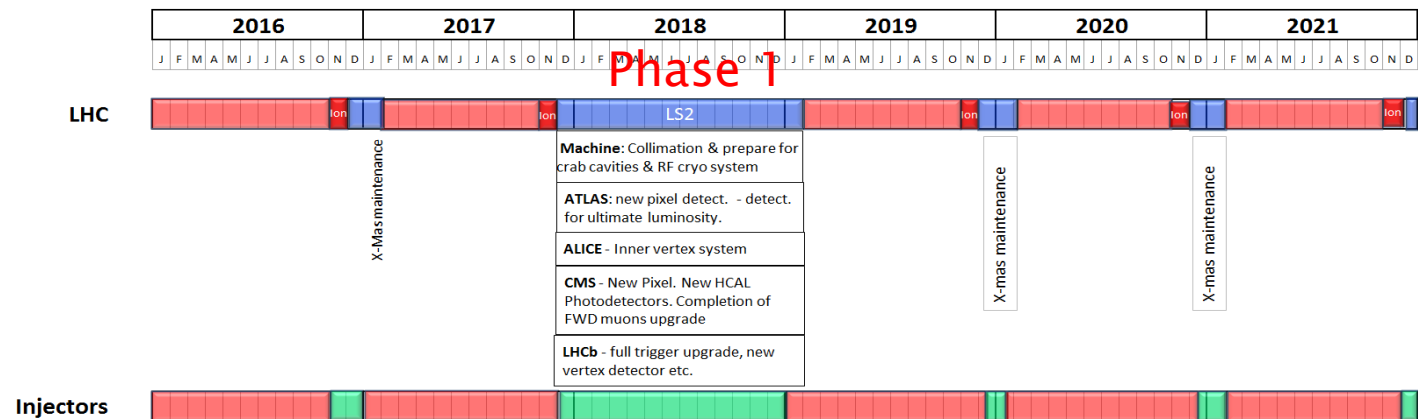 2016 2017 2018 2019 2020 2021
J F M A M J J A S O N D J F M A M J J A S O N D J F M A M J J A S O N D J F M A M J J A S O N D J F M A M J J A S O N D J F M A M J J A S O N D
Phase 1
LHC Ion Ion LS2 Ion Ion Ion
X-Mas maintenance
Machine: Collimation & prepare for
crab cavities & RF cryo system
ATLAS: new pixel detect. - detect.
for ultimate luminosity.
ALICE - Inner vertex system
CMS - New Pixel. New HCAL
Photodetectors. Completion of
FWD muons upgrade
LHCb - full trigger upgrade, new
vertex detector etc.
X-mas maintenance
X-mas maintenance
Injectors